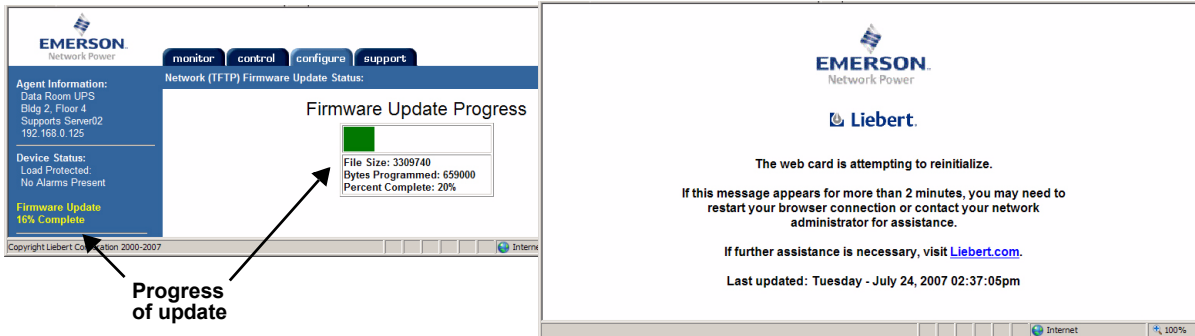 EMERSON.
Network Power
monitor control configure support
Network (TFTP) Firmware Update Status:
Agent Information:
Data Room UPS
Bldg 2, Floor 4
Supports Server02
192.168.0.125
Device Status:
Load Protected:
No Alarms Present
Firmware Update
16% Complete
Firmware Update Progress
File Size: 3309740
Bytes Programmed: 659000
Percent Complete: 20%
Copyright Liebert 2000-2007
Progress
of update
EMERSON.
Network Power
Liebert.
The web card is attempting to reinitialize.
If this message appears for more than 2 minutes, you may need to
restart your browser connection or contact your network
administrator for assistance.
If further assistance is necessary, visit Liebert.com.
Last updated: Tuesday - July 24, 2007 02:37:05pm
Internet
100%